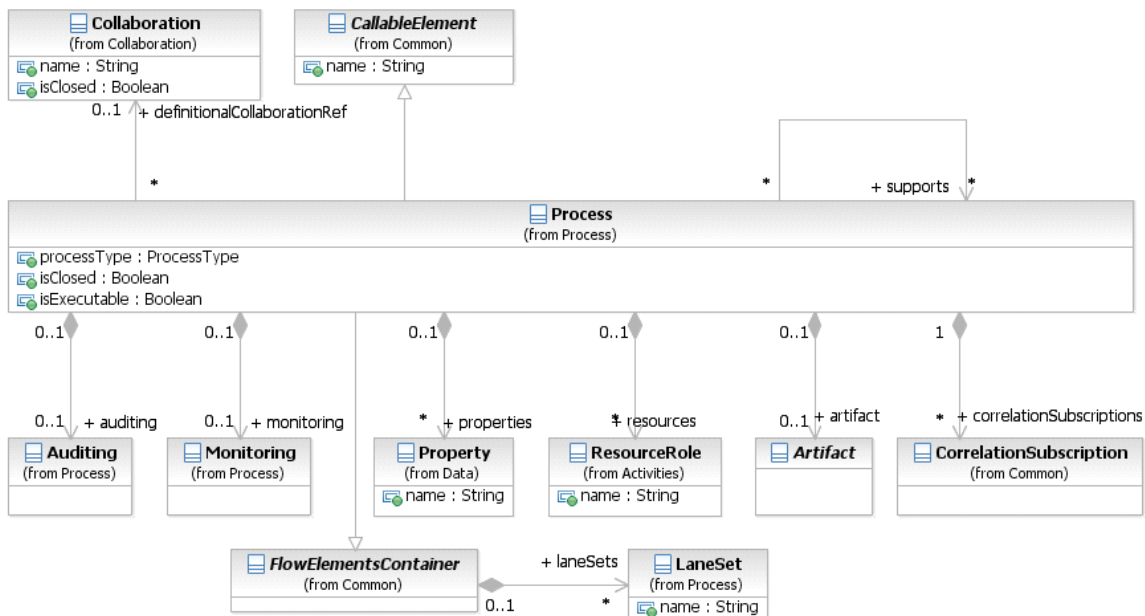 Collaboration
(from Collaboration)
name : String
isClosed : Boolean
CallableElement
(from Common)
name : String
0..1 + definitionalCollaborationRef
*
* + supports *
Process
(from Process)
processType : ProcessType
isClosed : Boolean
isExecutable : Boolean
0..1 0..1 0..1 0..1 0..1 1
0..1 + auditing
0..1 + monitoring
* + properties
* + resources
0..1 + artifact
* + correlationSubscriptions
Auditing
(from Process)
Monitoring
(from Process)
Property
(from Data)
name : String
ResourceRole
(from Activities)
name : String
Artifact
CorrelationSubscription
(from Common)
FlowElementsContainer
(from Common)
+ laneSets
0..1 *
LaneSet
(from Process)
name : String